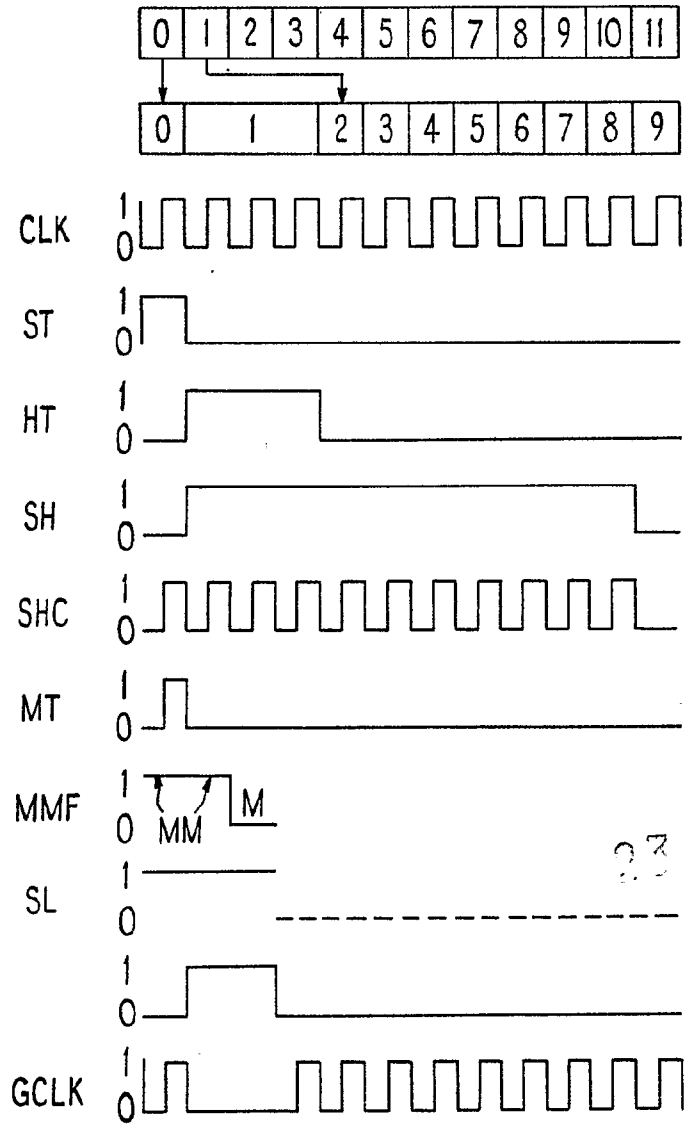 0 1 2 3 4 5 6 7 8 9 10 11
0 1 2 3 4 5 6 7 8 9
CLK 1 0
ST 1 0
HT 1 0
SH 1 0
SHC 1 0
MT 1 0
MMF 1 0 MM M
SL 1 0
1 0
GCLK 1 0
23